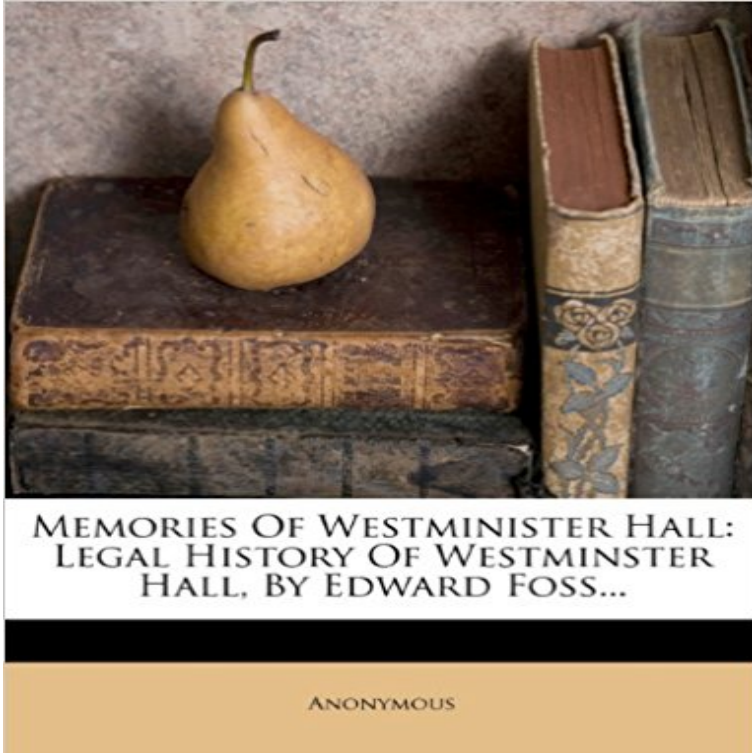 Memories Of Westminister Hall:
Legal History Of Westminster
Hall, By Edward Foss...
Anonymous